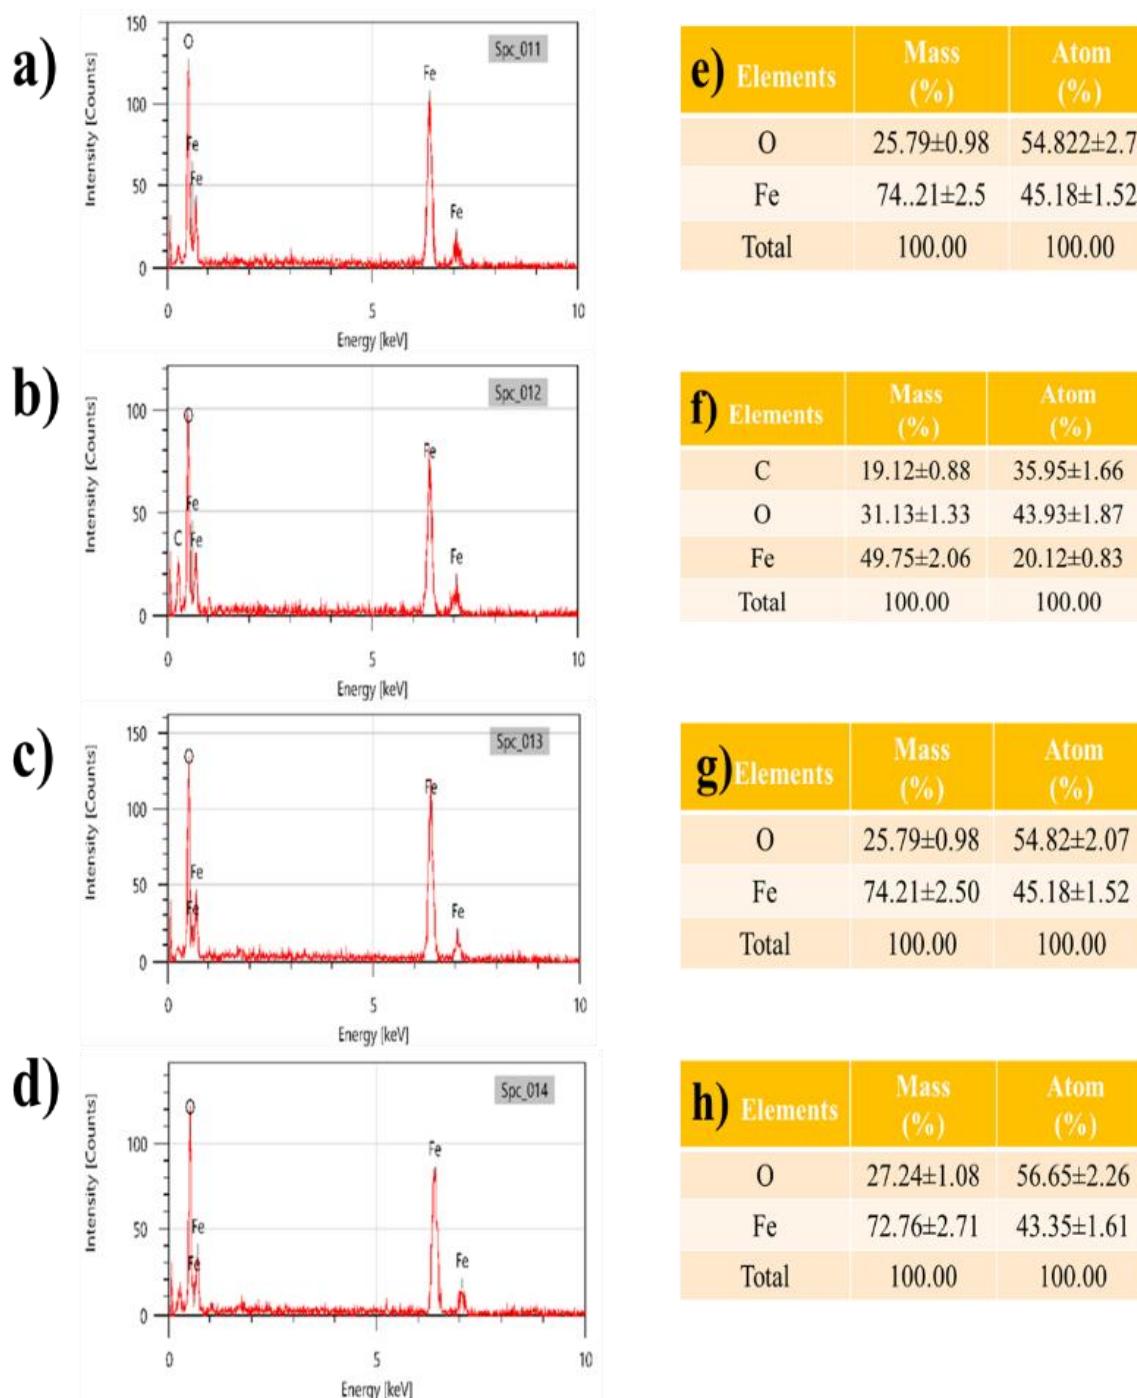 a)
150
100
50
0
Intensity [Counts]
O
Fe
Fe
Fe
Fe
Spc_011
0
5
10
Energy [keV]
e) Elements Mass (%) Atom (%)
O 25.79±0.98 54.822±2.7
Fe 74..21±2.5 45.18±1.52
Total 100.00 100.00
b)
100
50
0
Intensity [Counts]
C
O
Fe
Fe
Fe
Fe
Spc_012
0
5
10
Energy [keV]
f) Elements Mass (%) Atom (%)
C 19.12±0.88 35.95±1.66
O 31.13±1.33 43.93±1.87
Fe 49.75±2.06 20.12±0.83
Total 100.00 100.00
c)
150
100
50
0
Intensity [Counts]
O
Fe
Fe
Fe
Fe
Spc_013
0
5
10
Energy [keV]
g) Elements Mass (%) Atom (%)
O 25.79±0.98 54.82±2.07
Fe 74.21±2.50 45.18±1.52
Total 100.00 100.00
d)
100
50
0
Intensity [Counts]
O
Fe
Fe
Fe
Fe
Spc_014
0
5
10
Energy [keV]
h) Elements Mass (%) Atom (%)
O 27.24±1.08 56.65±2.26
Fe 72.76±2.71 43.35±1.61
Total 100.00 100.00